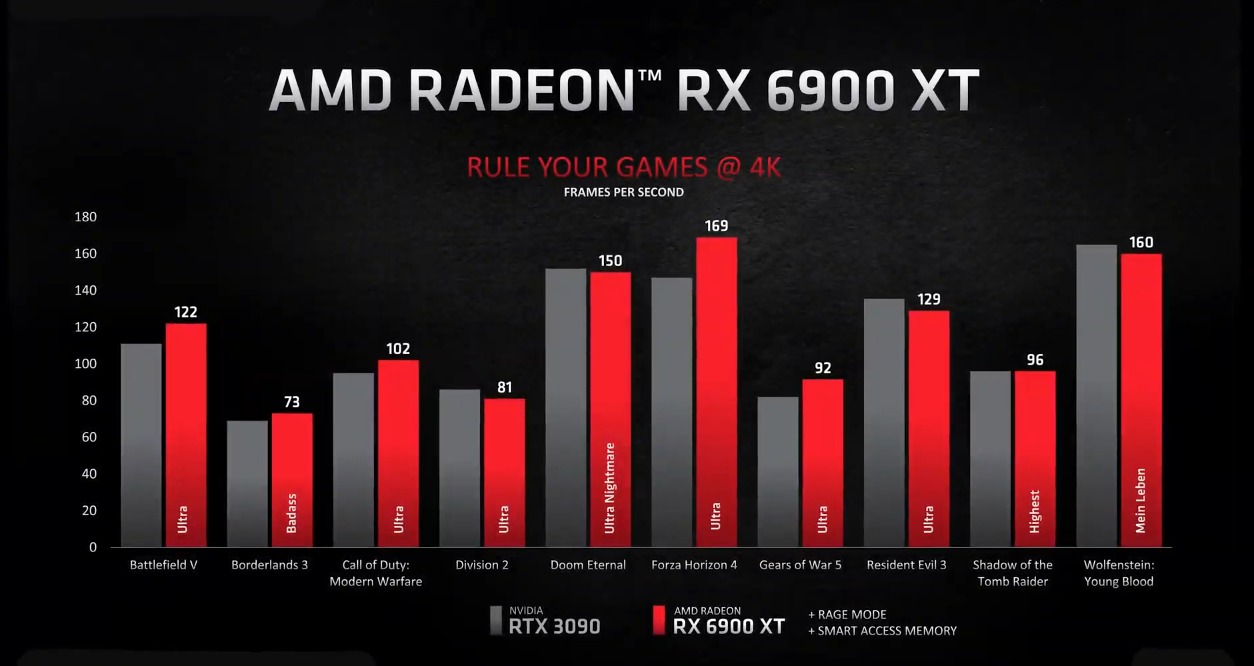 AMD RADEON™ RX 6900 XT
RULE YOUR GAMES @ 4K
FRAMES PER SECOND
180
160
140
120
100
80
60
40
20
0
122
73
102
81
150
169
92
129
96
160
Ultra
Badass
Ultra
Ultra
Ultra Nightmare
Ultra
Ultra
Ultra
Highest
Mein Leben
Battlefield V
Borderlands 3
Call of Duty:
Modern Warfare
Division 2
Doom Eternal
Forza Horizon 4
Gears of War 5
Resident Evil 3
Shadow of the
Tomb Raider
Wolfenstein:
Young Blood
NVIDIA
RTX 3090
AMD RADEON
RX 6900 XT
+ RAGE MODE
+ SMART ACCESS MEMORY